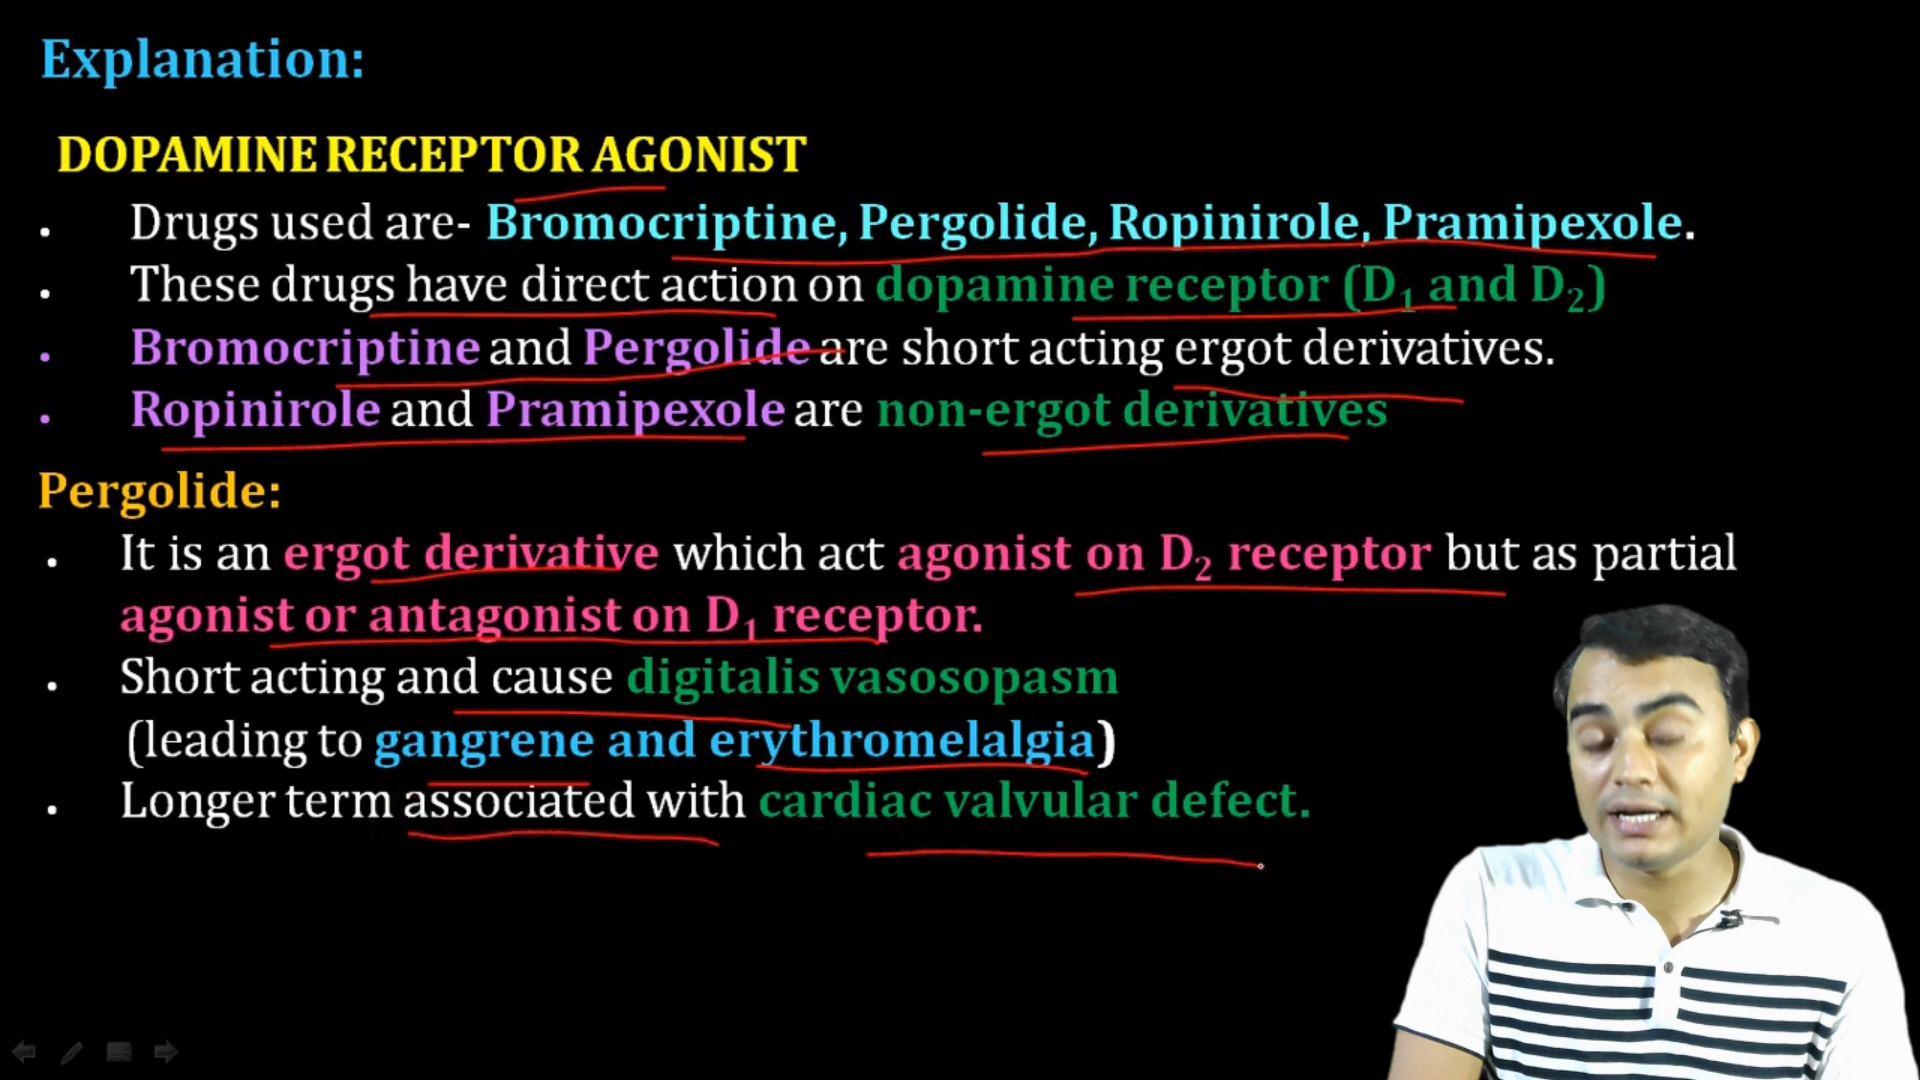 Explanation:
DOPAMINE RECEPTOR AGONIST
. Drugs used are- Bromocriptine, Pergolide, Ropinirole, Pramipexole.
. These drugs have direct action on dopamine receptor (D₁ and D₂)
. Bromocriptine and Pergolide are short acting ergot derivatives.
. Ropinirole and Pramipexole are non-ergot derivatives
Pergolide:
. It is an ergot derivative which act agonist on D₂ receptor but as partial
agonist or antagonist on D₁ receptor.
. Short acting and cause digitalis vasosopasm
(leading to gangrene and erythromelalgia)
. Longer term associated with cardiac valvular defect.